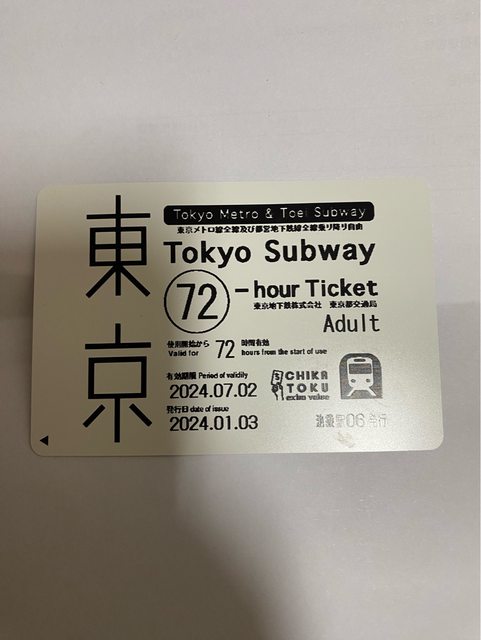 東京
Tokyo Metro & Toei Subway
東京メトロ線全線及び都営地下鉄線全線乗り降り自由
Tokyo Subway
72-hour Ticket
東京地下鉄株式会社 東京都交通局
Adult
使用開始から 72 時間有効
Valid for hours from the start of use
有効期限 Period of validity
2024.07.02
CHIKA
TOKU
extra value
発行日 date of issue
2024.01.03
06発行